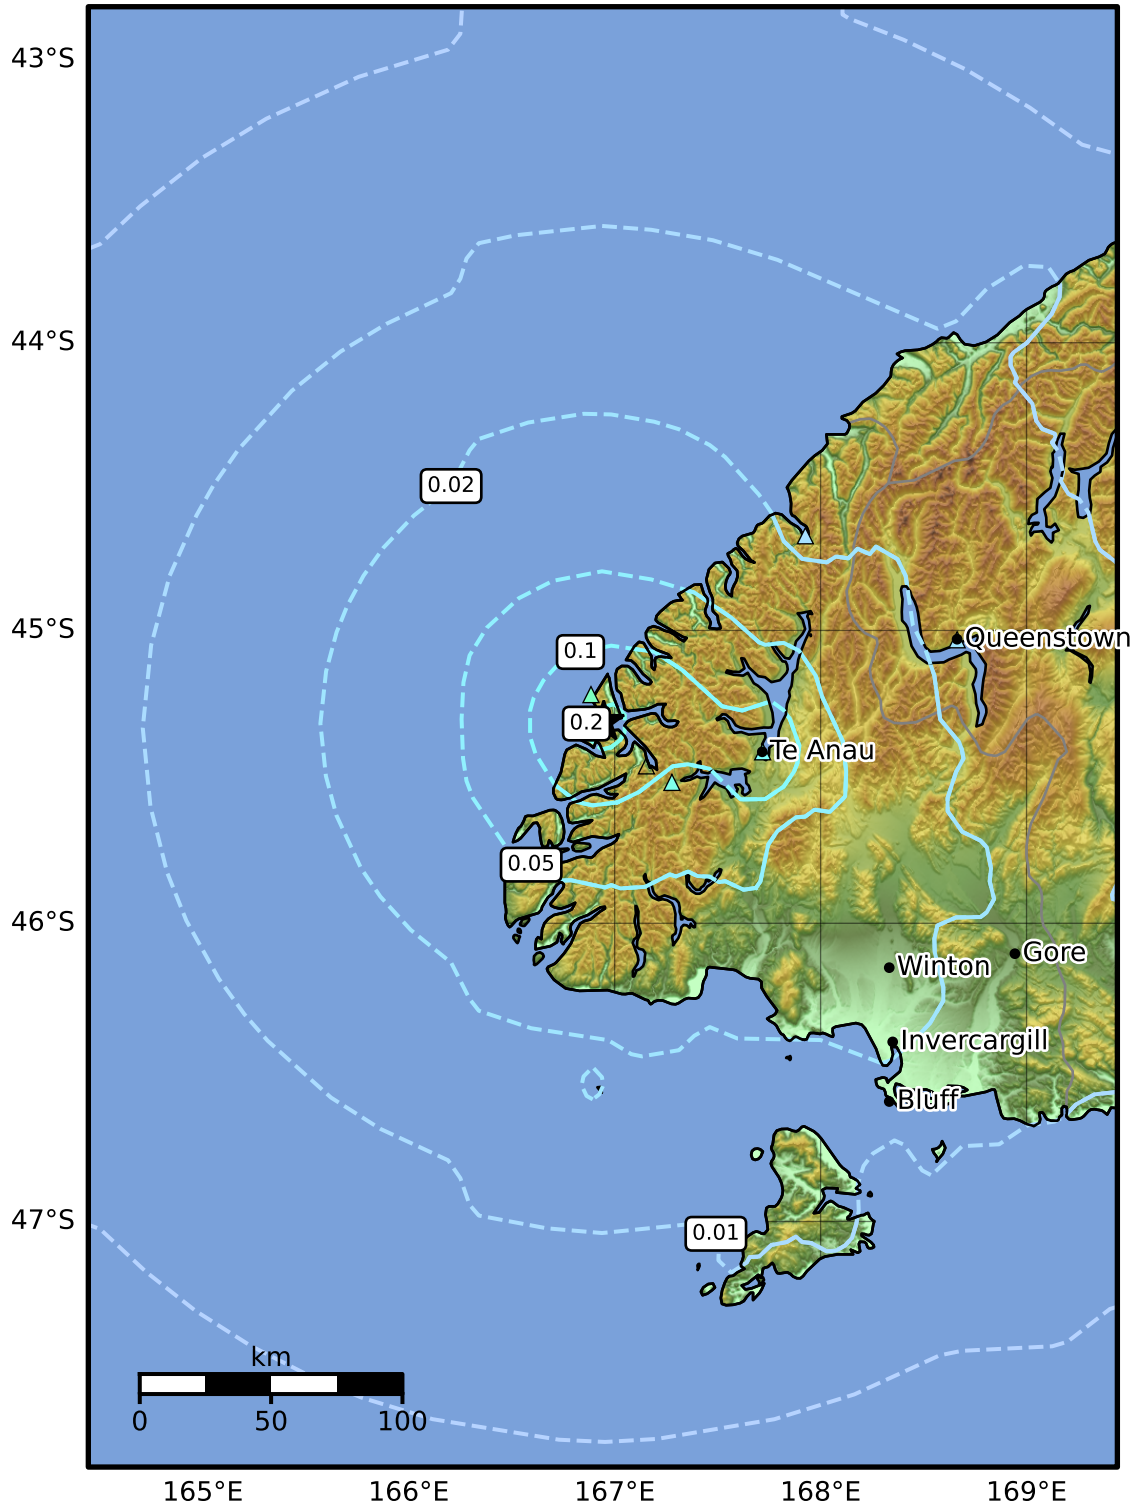 43°S
44°S
0.02
45°S
Queenstown
0.1
0.2
Te Anau
0.05
46°S
Gore
Winton
Invercargill
Bluff
47°S
0.01
km
0 50 100
165°E 166°E 167°E 168°E 169°E